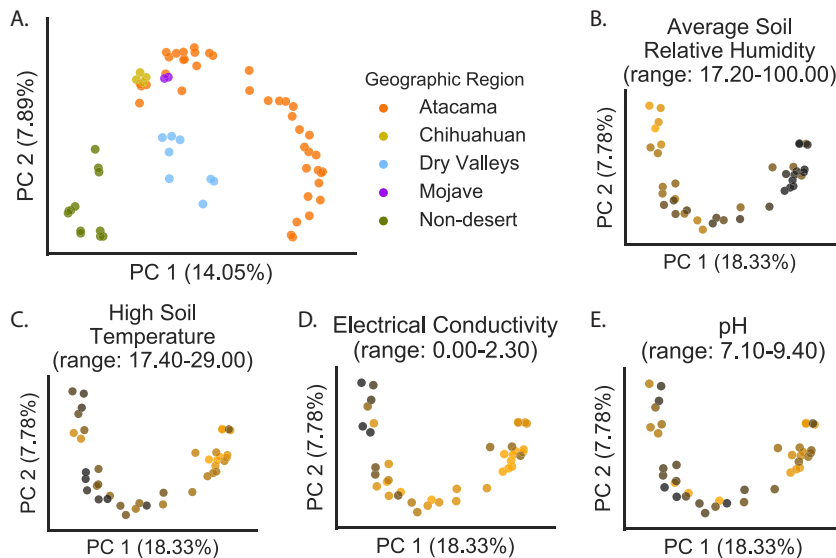 A.
PC 2 (7.89%)
PC 1 (14.05%)
Geographic Region
Atacama
Chihuahuan
Dry Valleys
Mojave
Non-desert
B.
Average Soil
Relative Humidity
(range: 17.20-100.00)
PC 2 (7.78%)
PC 1 (18.33%)
C.
High Soil
Temperature
(range: 17.40-29.00)
PC 2 (7.78%)
PC 1 (18.33%)
D.
Electrical Conductivity
(range: 0.00-2.30)
PC 2 (7.78%)
PC 1 (18.33%)
E.
pH
(range: 7.10-9.40)
PC 2 (7.78%)
PC 1 (18.33%)